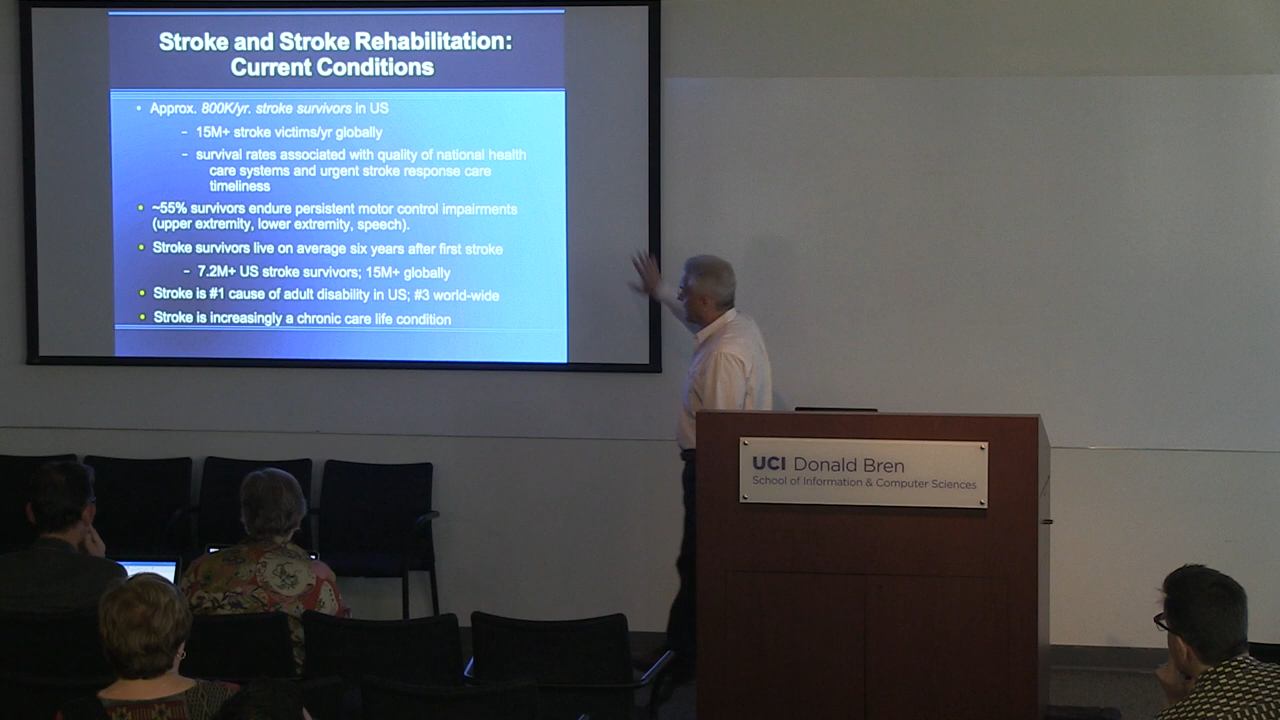 Stroke and Stroke Rehabilitation:
Current Conditions
• Approx. 800K/yr. stroke survivors in US
– 15M+ stroke victims/yr globally
– survival rates associated with quality of national health
care systems and urgent stroke response care
timeliness
• ~55% survivors endure persistent motor control impairments
(upper extremity, lower extremity, speech).
• Stroke survivors live on average six years after first stroke
– 7.2M+ US stroke survivors; 15M+ globally
• Stroke is #1 cause of adult disability in US; #3 world-wide
• Stroke is increasingly a chronic care life condition
UCI Donald Bren
School of Information & Computer Sciences